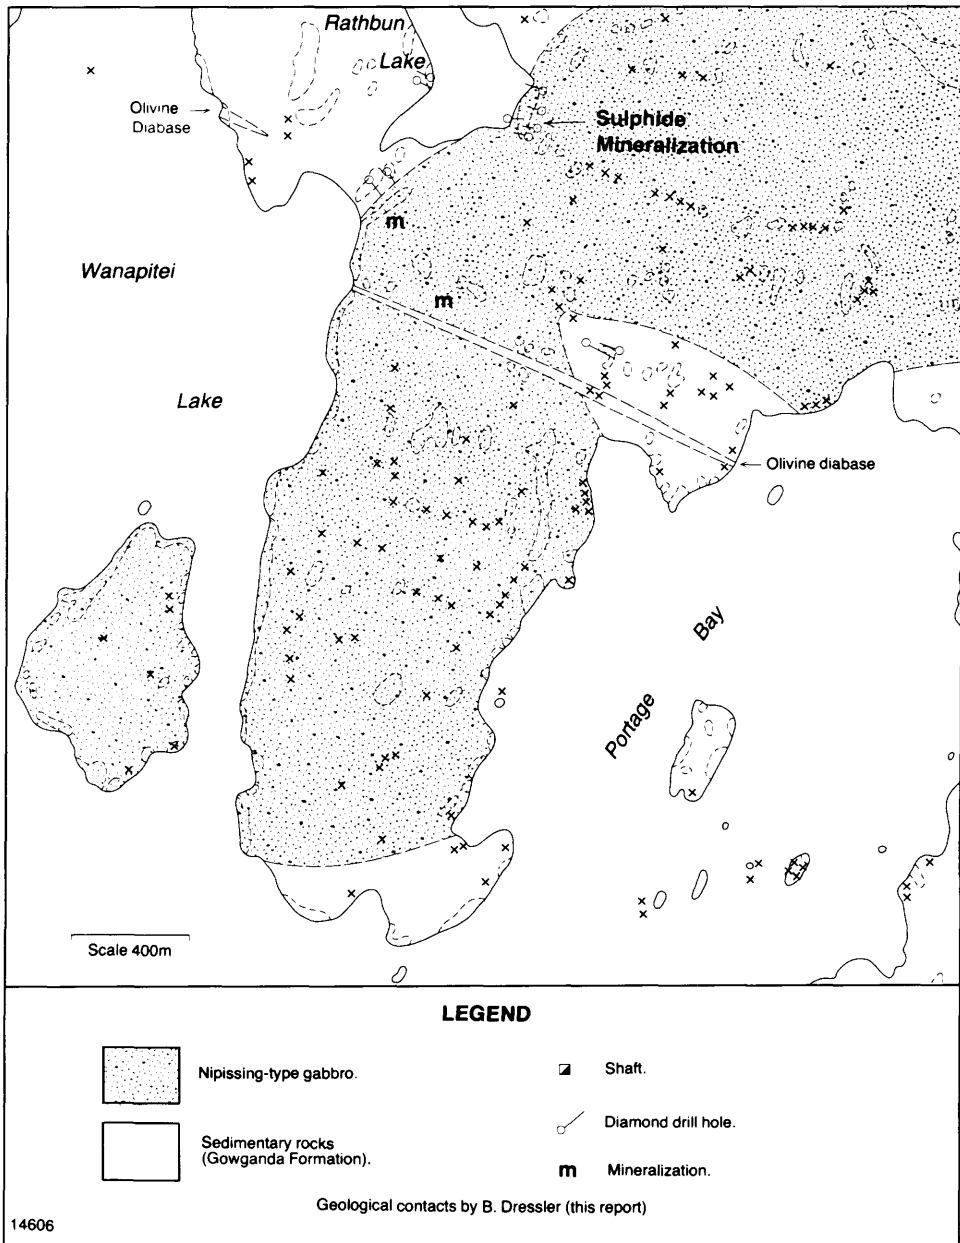 Rathbun
Lake
Olivine
Diabase
Sulphide
Mineralization
m
Wanapitei
m
Lake
Olivine diabase
Bay
Portage
Scale 400m
LEGEND
Nipissing-type gabbro.
Shaft.
Diamond drill hole.
Sedimentary rocks
(Gowganda Formation).
m Mineralization.
Geological contacts by B. Dressler (this report)
14606